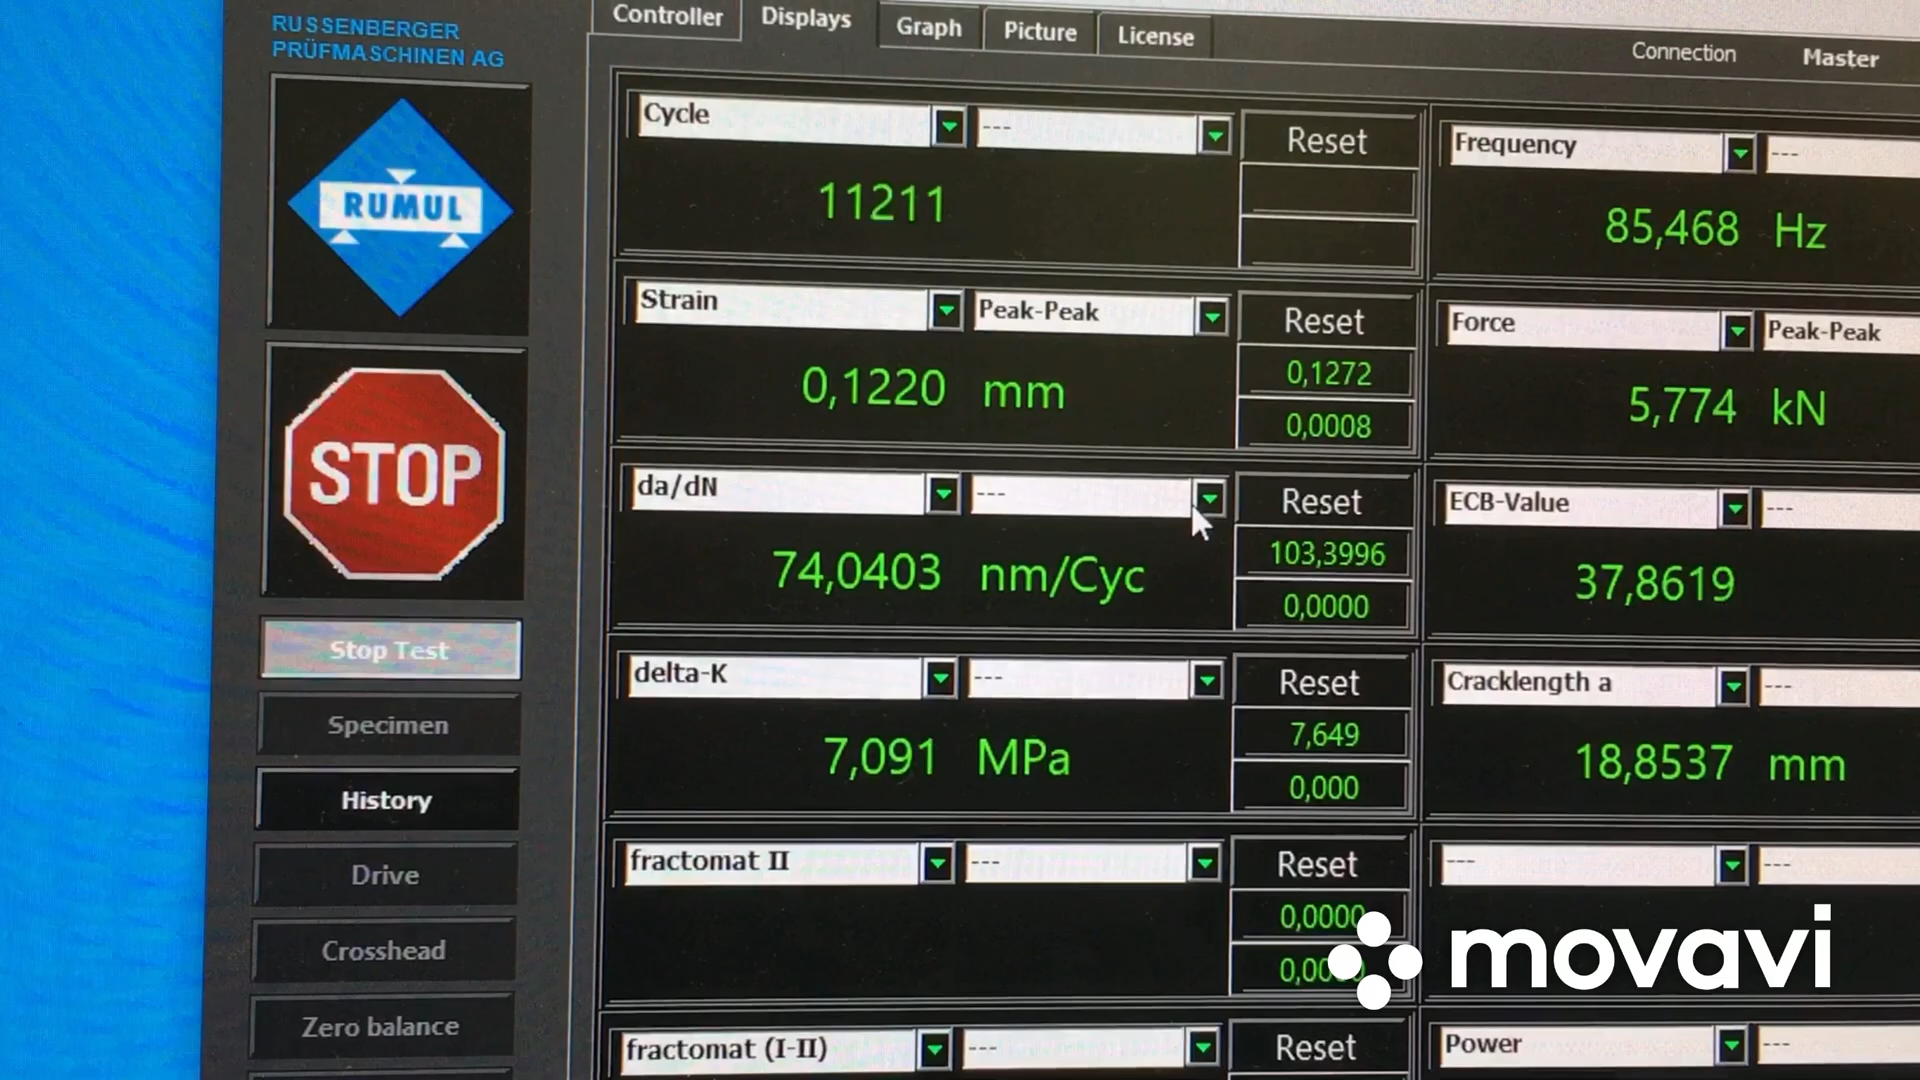 RUSSENBERGER
PRÜFMASCHINEN AG
RUMUL
STOP
Stop Test
Specimen
History
Drive
Crosshead
Zero balance
Controller
Displays
Graph
Picture
License
Connection
Master
Cycle
---
Reset
11211
Frequency
---
85,468 Hz
Strain
Peak-Peak
Reset
0,1220 mm
0,1272
0,0008
Force
Peak-Peak
5,774 kN
da/dN
---
Reset
74,0403 nm/Cyc
103,3996
0,0000
ECB-Value
---
37,8619
delta-K
---
Reset
7,091 MPa
7,649
0,000
Cracklength a
---
18,8537 mm
fractomat II
---
Reset
0,0000
---
---
fractomat (I-II)
---
Reset
Power
---
movavi